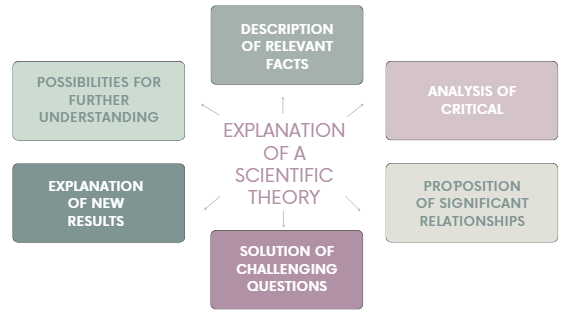 DESCRIPTION
OF RELEVANT
FACTS
POSSIBILITIES FOR
FURTHER
UNDERSTANDING
ANALYSIS OF
CRITICAL
EXPLANATION
OF A
SCIENTIFIC
THEORY
EXPLANATION
OF NEW
RESULTS
PROPOSITION
OF SIGNIFICANT
RELATIONSHIPS
SOLUTION OF
CHALLENGING
QUESTIONS